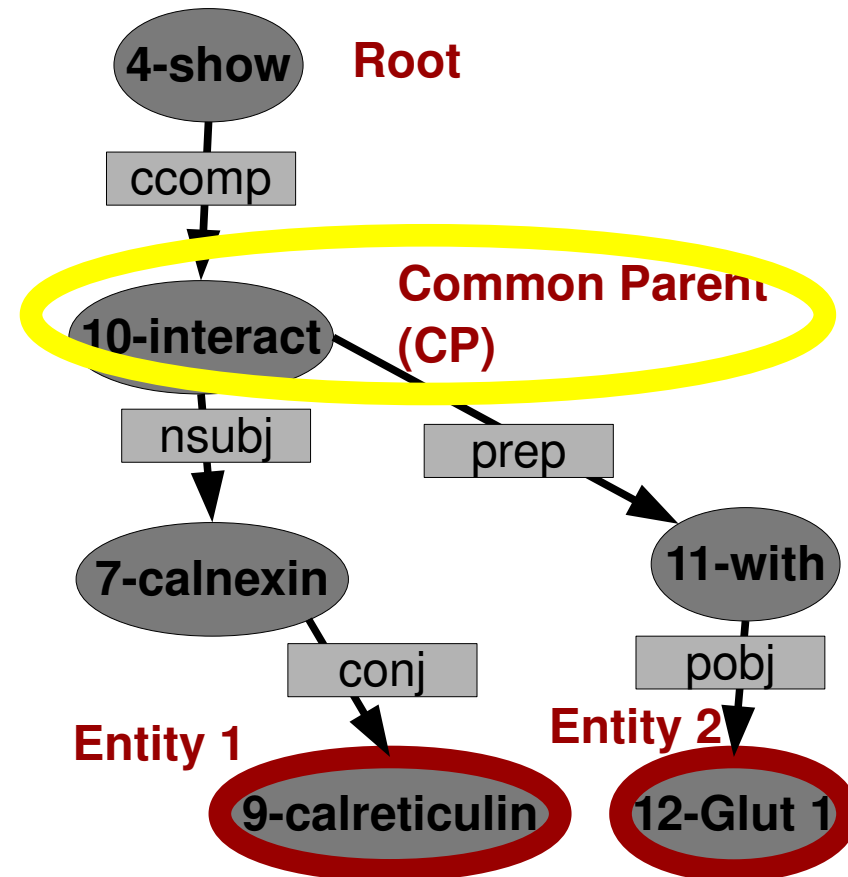 4-show
Root
ccomp
Common Parent
(CP)
10-interact
nsubj
prep
7-calnexin
11-with
conj
pobj
Entity 1
Entity 2
9-calreticulin
12-Glut 1